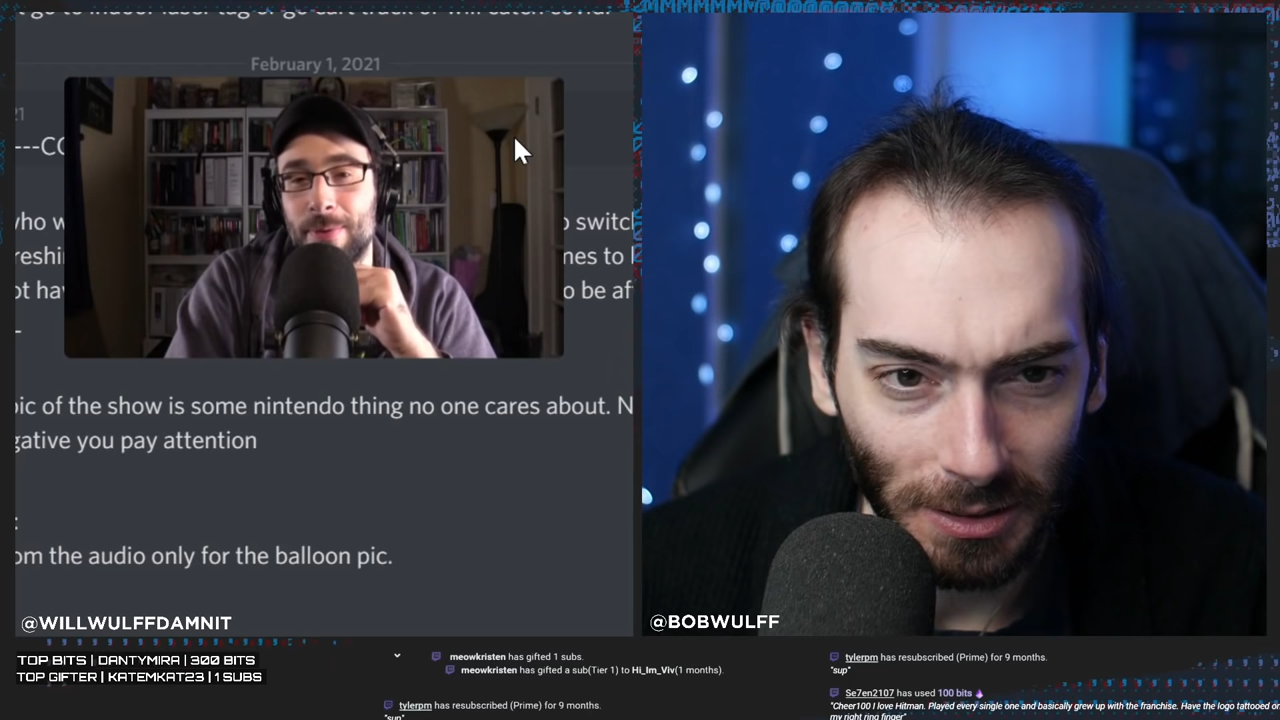 February 1, 2021
21
---CO
who w
o switch
reshi
nes to
ot hav
o be af
pic of the show is some nintendo thing no one cares about. N
gative you pay attention
om the audio only for the balloon pic.
@WILLWULFFDAMNIT
@BOBWULFF
TOP BITS | DANTYMIRA | 300 BITS
TOP GIFTER | KATEMKAT23 | 1 SUBS
meowkristen has gifted 1 subs.
meowkristen has gifted a sub(Tier 1) to Hi_Im_Viv(1 months).
tylerpm has resubscribed (Prime) for 9 months.
"sup"
tylerpm has resubscribed (Prime) for 9 months.
"sup"
Se7en2107 has used 100 bits
"Cheer100 I love Hitman. Played every single one and basically grew up with the franchise. Have the logo tattooed o
my right ring finger"